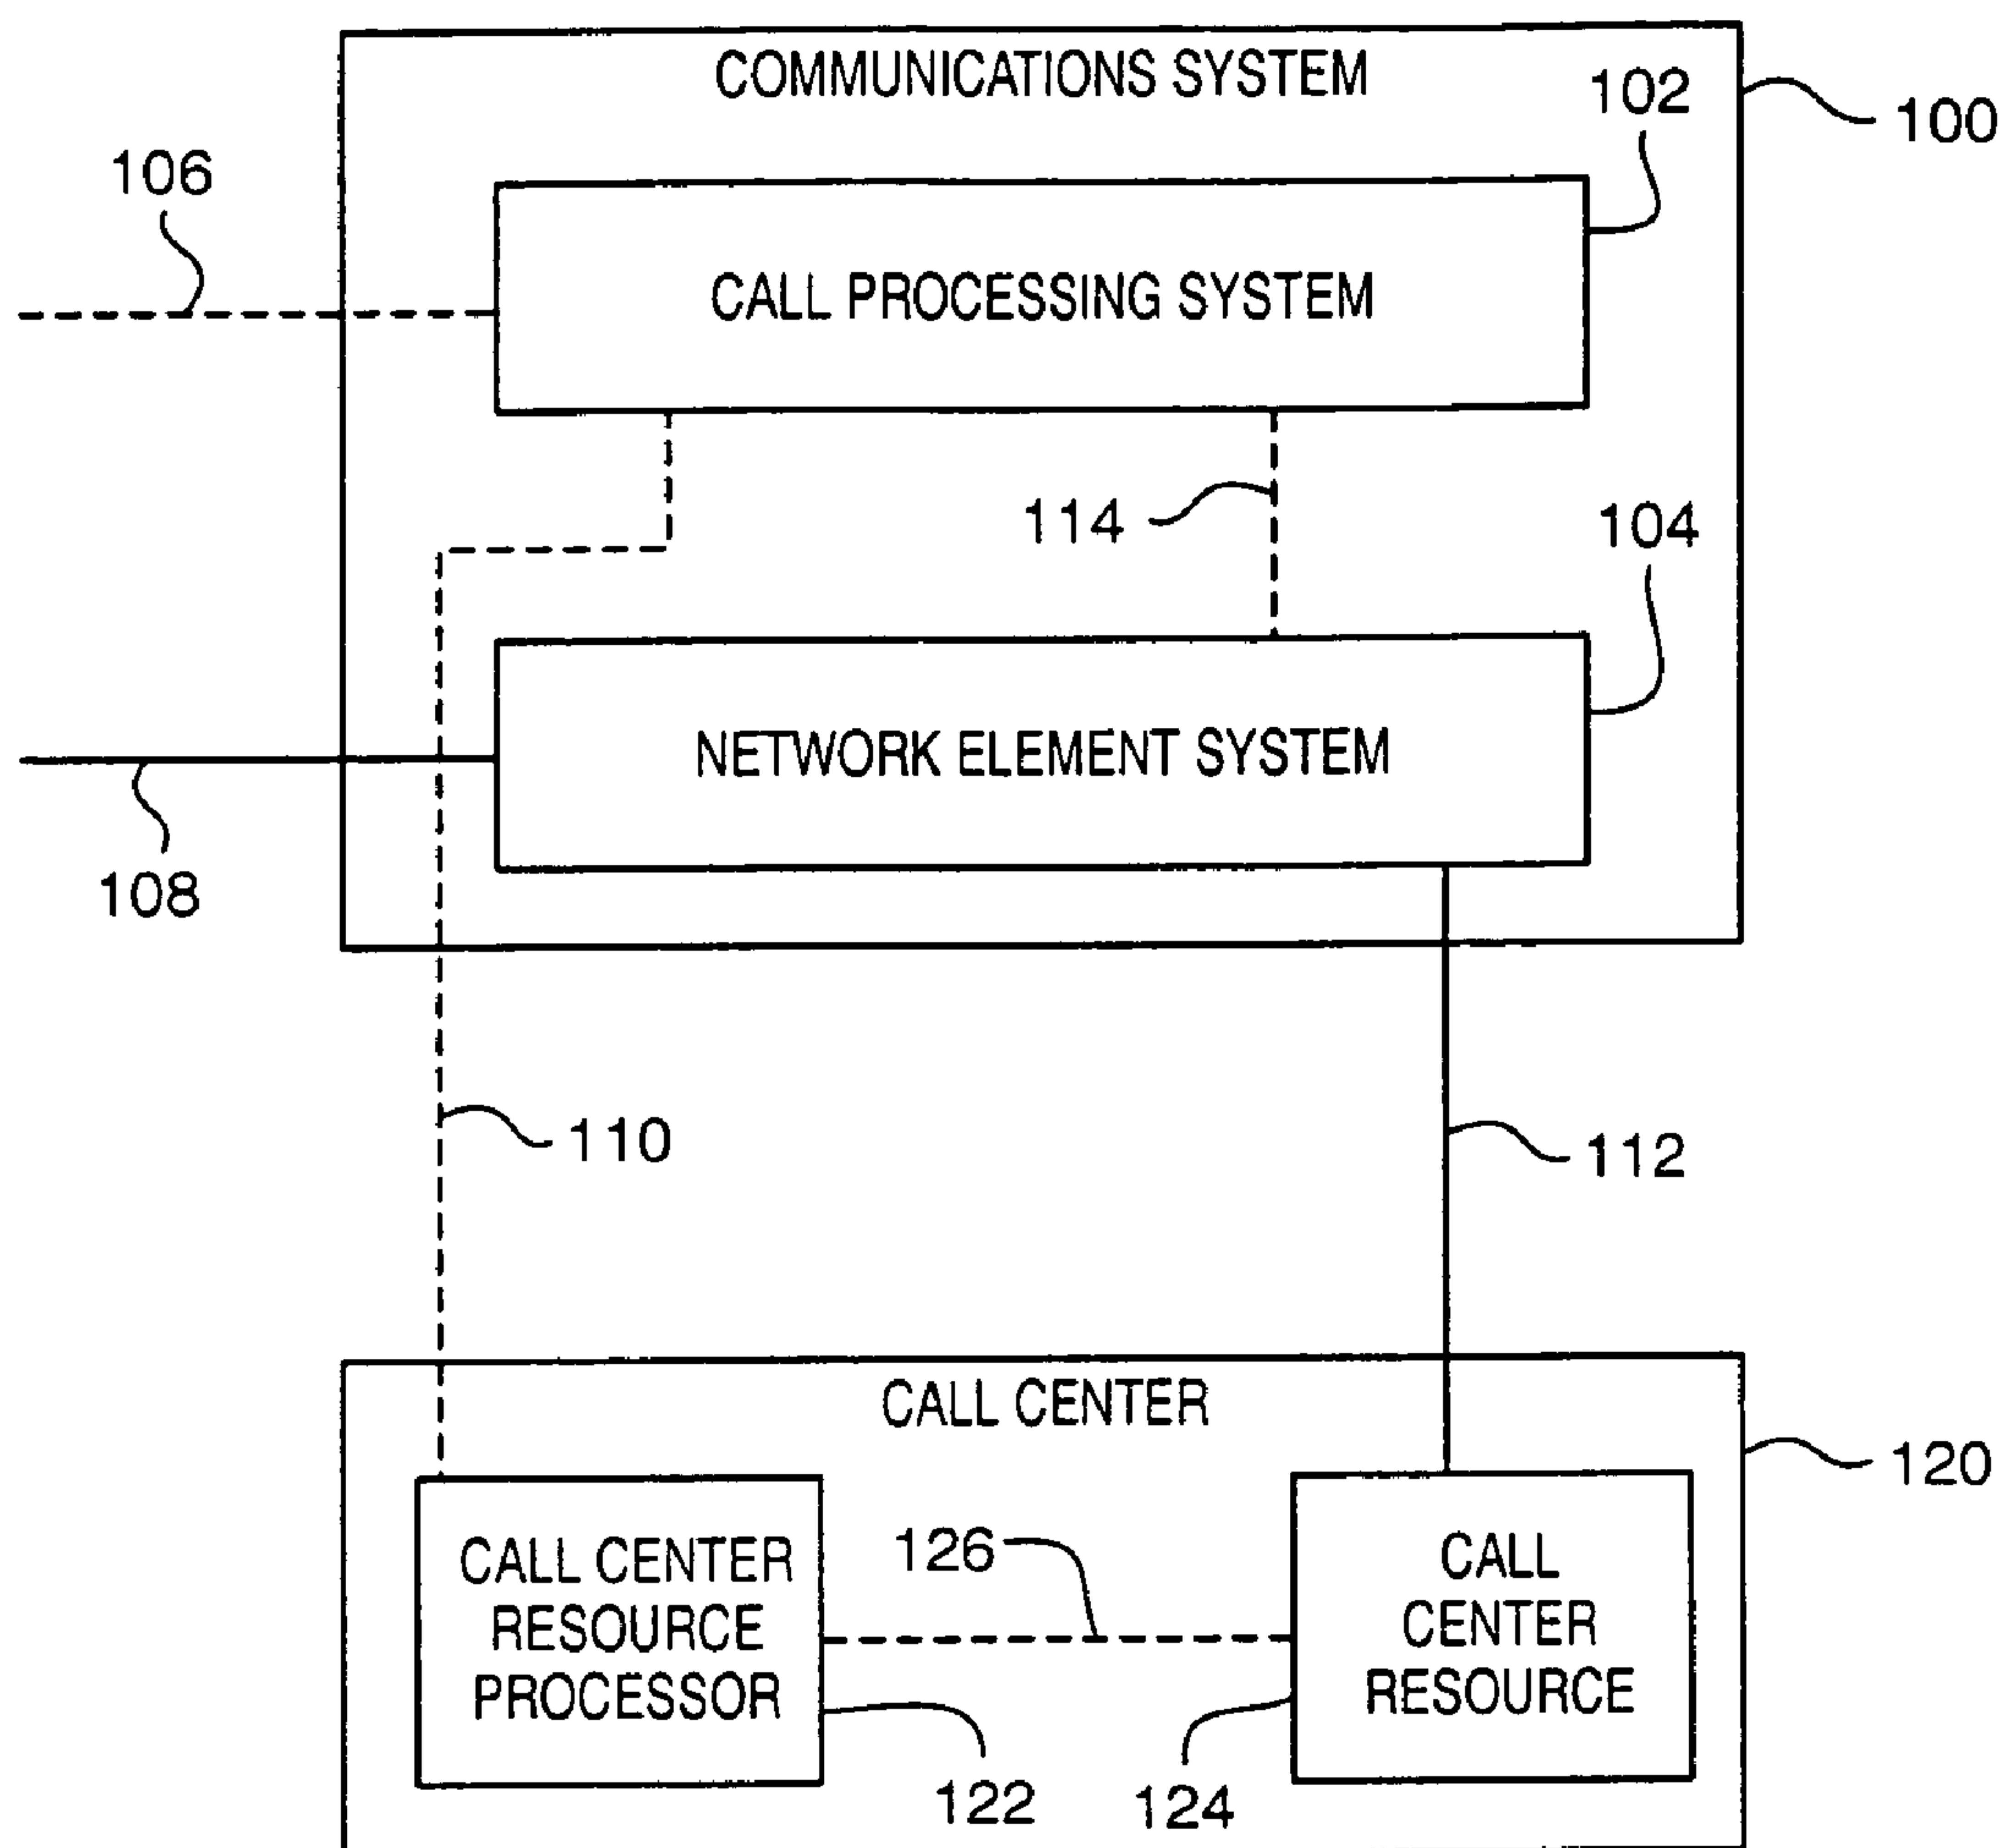 COMMUNICATIONS SYSTEM
102
100
106
CALL PROCESSING SYSTEM
114
104
NETWORK ELEMENT SYSTEM
108
110
112
CALL CENTER
120
CALL CENTER
RESOURCE
PROCESSOR
126
CALL
CENTER
RESOURCE
122
124